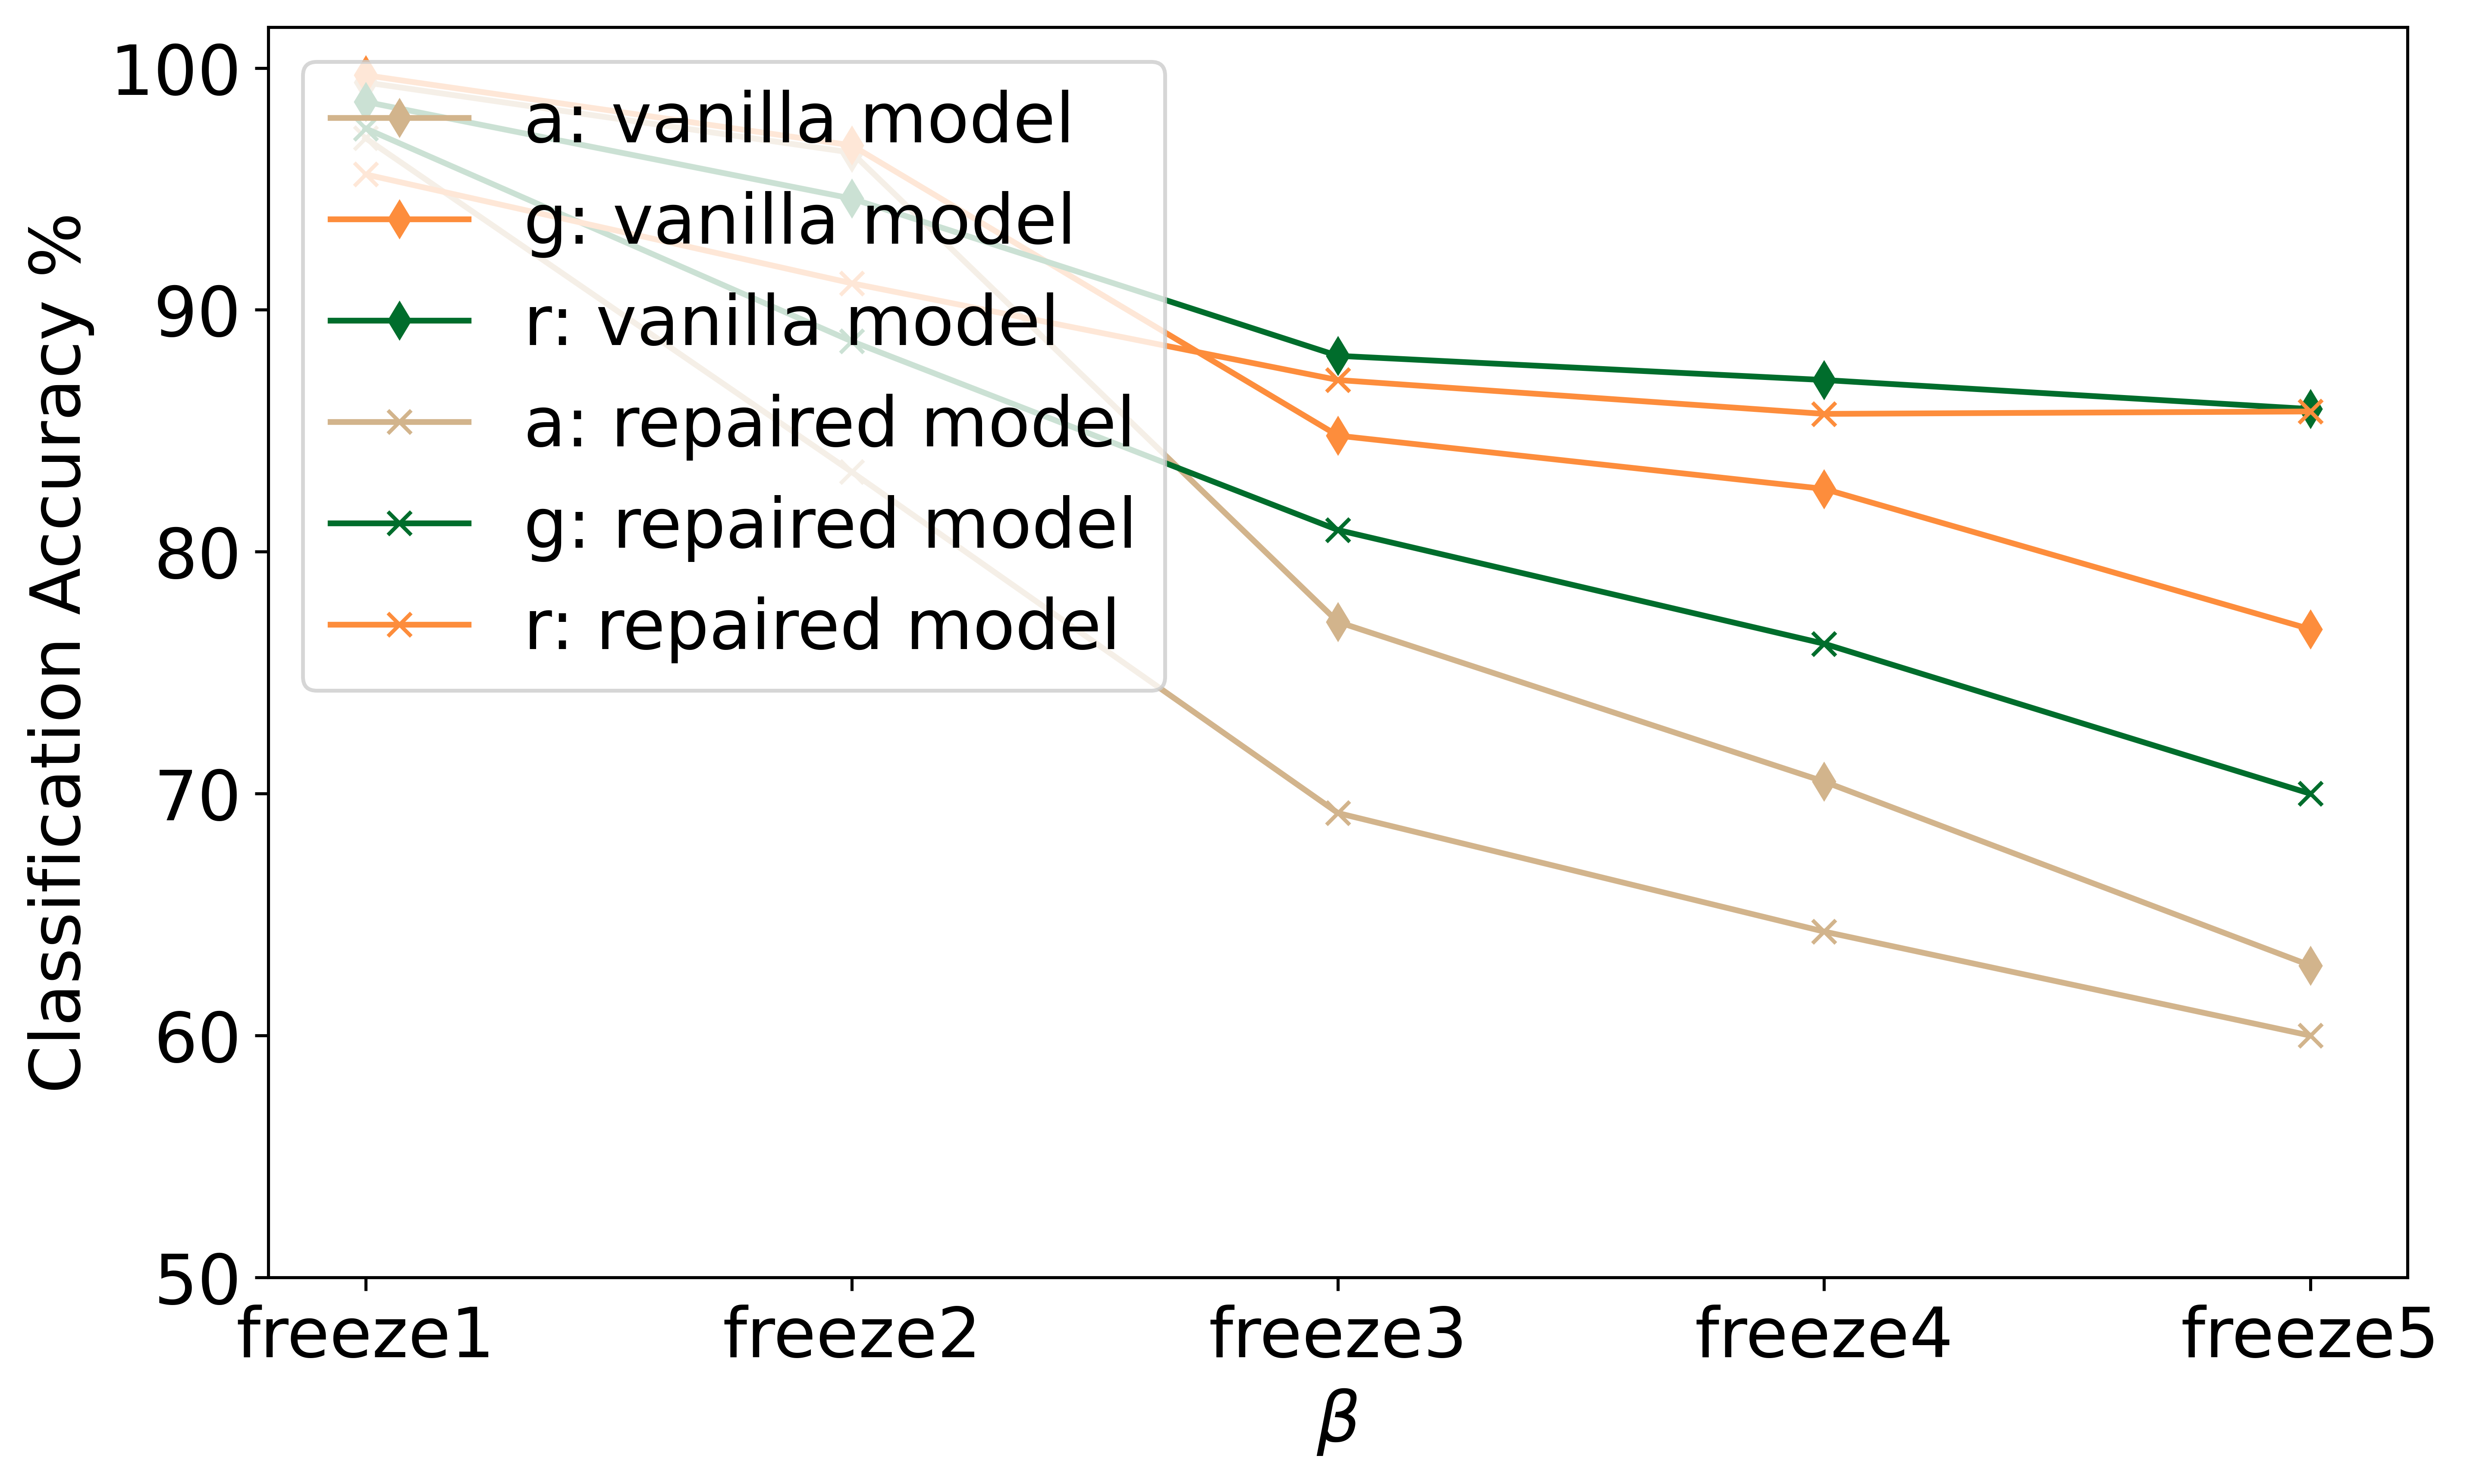 Classification Accuracy %
100
90
80
70
60
50
a: vanilla model
g: vanilla model
r: vanilla model
a: repaired model
g: repaired model
r: repaired model
freeze1 freeze2 freeze3 freeze4 freeze5
β